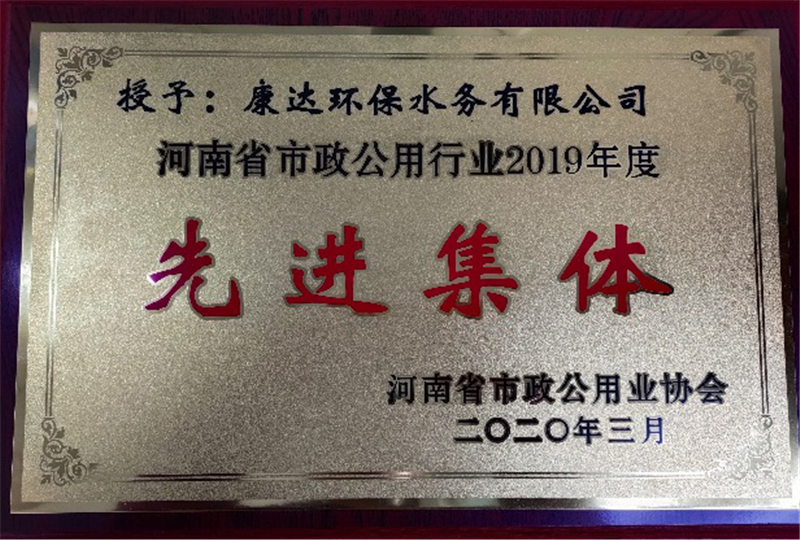 授予：康达环保水务有限公司
河南省市政公用行业2019年度
先进集体
河南省市政公用业协会
二〇二〇年三月